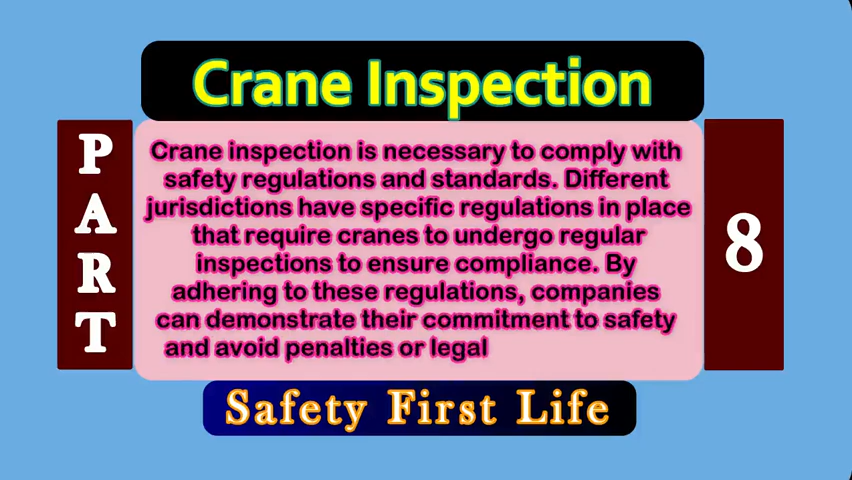 Crane Inspection
PART
Crane inspection is necessary to comply with
safety regulations and standards. Different
jurisdictions have specific regulations in place
that require cranes to undergo regular
inspections to ensure compliance. By
adhering to these regulations, companies
can demonstrate their commitment to safety
and avoid penalties or legal
8
Safety First Life